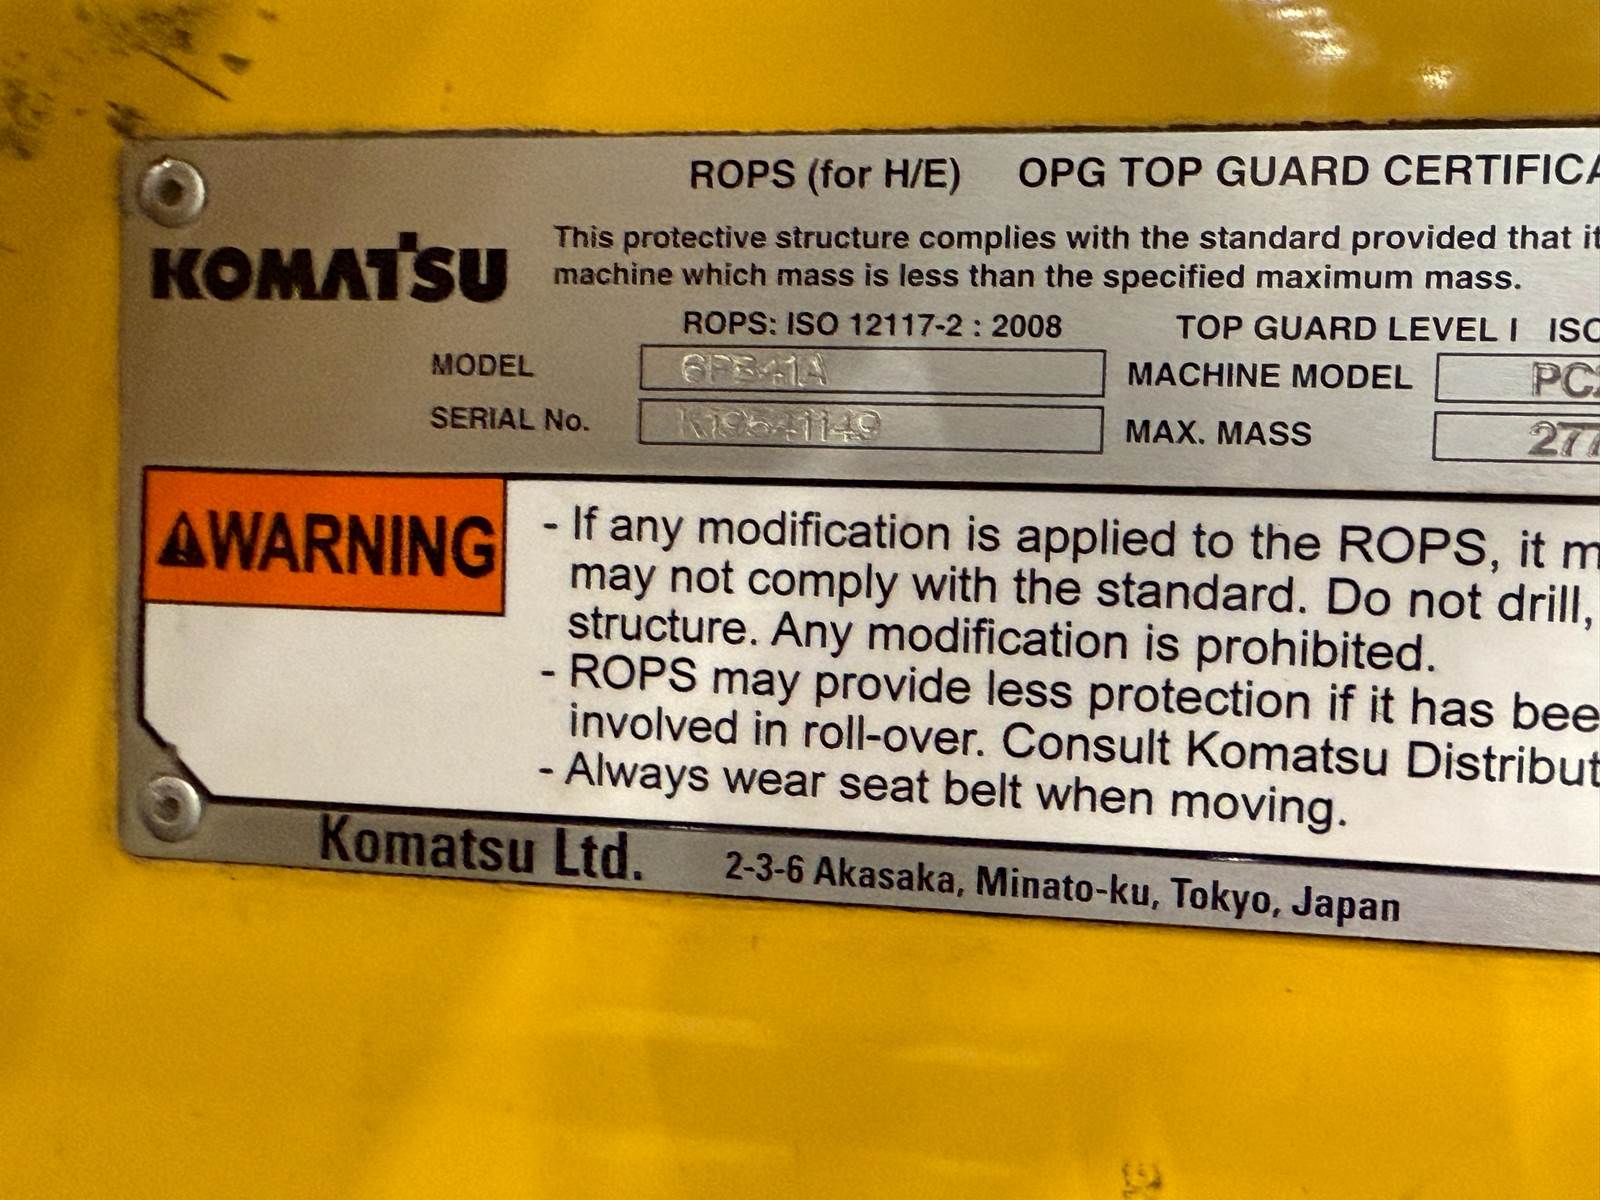 ROPS (for H/E) OPG TOP GUARD CERTIFICA
KOMATSU
This protective structure complies with the standard provided that it
machine which mass is less than the specified maximum mass.
ROPS: ISO 12117-2 : 2008 TOP GUARD LEVEL I ISO
MODEL MACHINE MODEL PC
SERIAL No. K19541149 MAX. MASS 277
WARNING
- If any modification is applied to the ROPS, it m
may not comply with the standard. Do not drill,
structure. Any modification is prohibited.
- ROPS may provide less protection if it has bee
involved in roll-over. Consult Komatsu Distribut
- Always wear seat belt when moving.
Komatsu Ltd. 2-3-6 Akasaka, Minato-ku, Tokyo, Japan